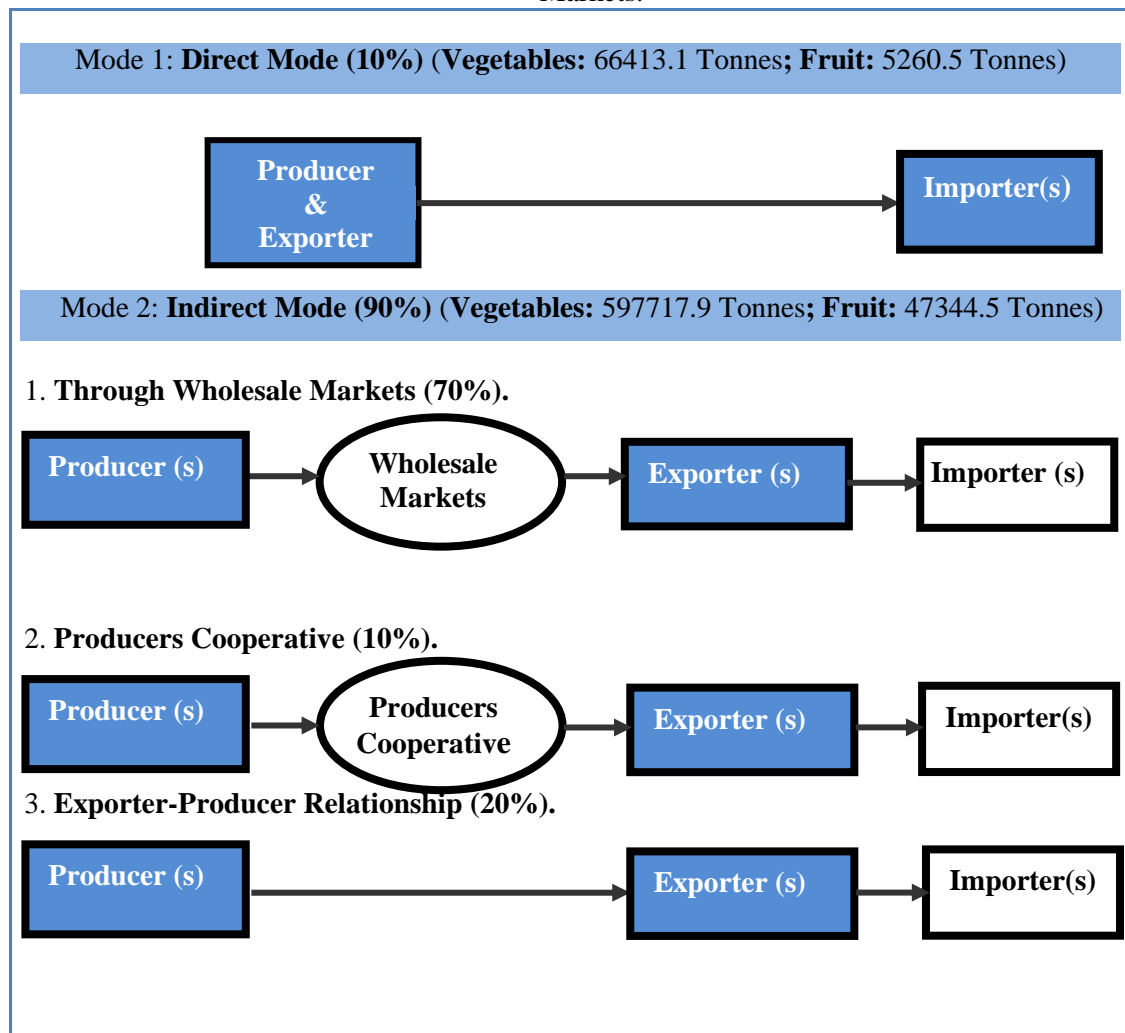 Markets.
Mode 1: Direct Mode (10%) (Vegetables: 66413.1 Tonnes; Fruit: 5260.5 Tonnes)
Producer
&
Exporter
Importer(s)
Mode 2: Indirect Mode (90%) (Vegetables: 597717.9 Tonnes; Fruit: 47344.5 Tonnes)
1. Through Wholesale Markets (70%).
Producer (s)
Wholesale
Markets
Exporter (s)
Importer (s)
2. Producers Cooperative (10%).
Producer (s)
Producers
Cooperative
Exporter (s)
Importer(s)
3. Exporter-Producer Relationship (20%).
Producer (s)
Exporter (s)
Importer(s)